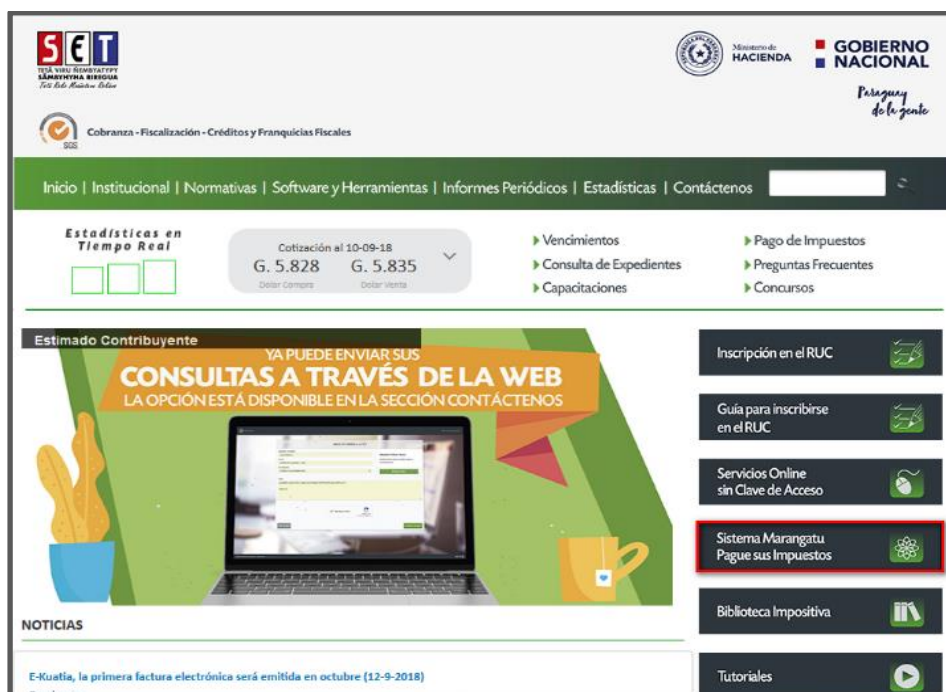 SET
TETÃ VIRU ÑEMBYATYPY
SÃMBYHYHA BIREGUA
Cobranza - Fiscalización - Créditos y Franquicias Fiscales
SGS
Ministerio de
HACIENDA
GOBIERNO
NACIONAL
Paraguay
de la gente
Inicio | Institucional | Normativas | Software y Herramientas | Informes Periódicos | Estadísticas | Contáctenos
Estadísticas en
Tiempo Real
Cotización al 10-09-18
G. 5.828 G. 5.835
Dolar Compra Dolar Venta
Vencimientos
Consulta de Expedientes
Capacitaciones
Pago de Impuestos
Preguntas Frecuentes
Concursos
Estimado Contribuyente
YA PUEDE ENVIAR SUS
CONSULTAS A TRAVÉS DE LA WEB
LA OPCIÓN ESTÁ DISPONIBLE EN LA SECCIÓN CONTÁCTENOS
Inscripción en el RUC
Guía para inscribirse
en el RUC
Servicios Online
sin Clave de Acceso
Sistema Marangatu
Pague sus Impuestos
Biblioteca Impositiva
Tutoriales
NOTICIAS
E-Kuatia, la primera factura electrónica será emitida en octubre (12-9-2018)